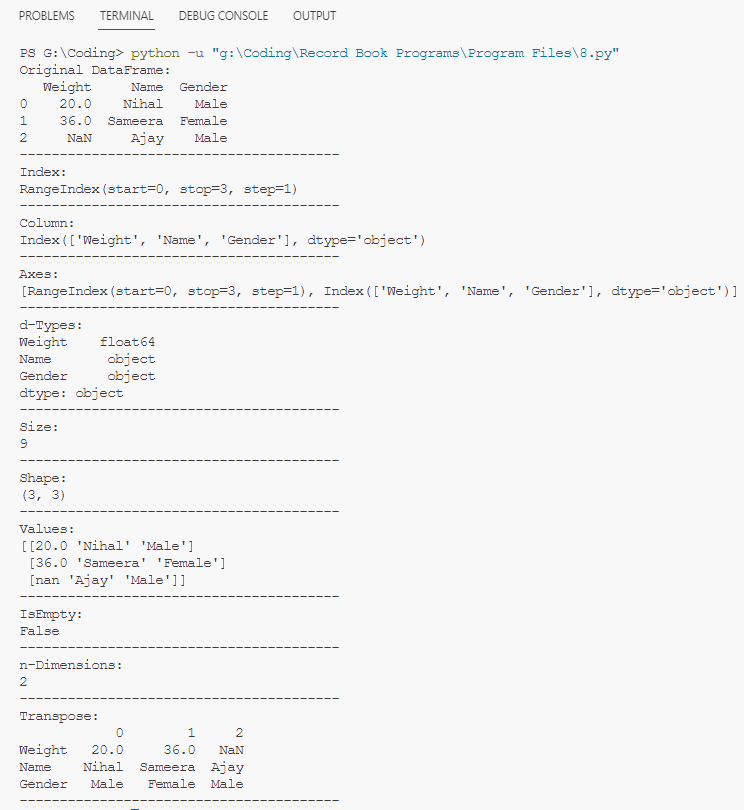 PROBLEMS TERMINAL DEBUG CONSOLE OUTPUT
PS G:\Coding> python -u "g:\Coding\Record Book Programs\Program Files\8.py"
Original DataFrame:
   Weight     Name  Gender
0    20.0    Nihal    Male
1    36.0  Sameera  Female
2     NaN     Ajay    Male
----------------------------------------
Index:
RangeIndex(start=0, stop=3, step=1)
----------------------------------------
Column:
Index(['Weight', 'Name', 'Gender'], dtype='object')
----------------------------------------
Axes:
[RangeIndex(start=0, stop=3, step=1), Index(['Weight', 'Name', 'Gender'], dtype='object')]
----------------------------------------
d-Types:
Weight    float64
Name       object
Gender     object
dtype: object
----------------------------------------
Size:
9
----------------------------------------
Shape:
(3, 3)
----------------------------------------
Values:
[[20.0 'Nihal' 'Male']
 [36.0 'Sameera' 'Female']
 [nan 'Ajay' 'Male']]
----------------------------------------
IsEmpty:
False
----------------------------------------
n-Dimensions:
2
----------------------------------------
Transpose:
            0        1     2
Weight   20.0     36.0   NaN
Name    Nihal  Sameera  Ajay
Gender   Male   Female  Male
----------------------------------------